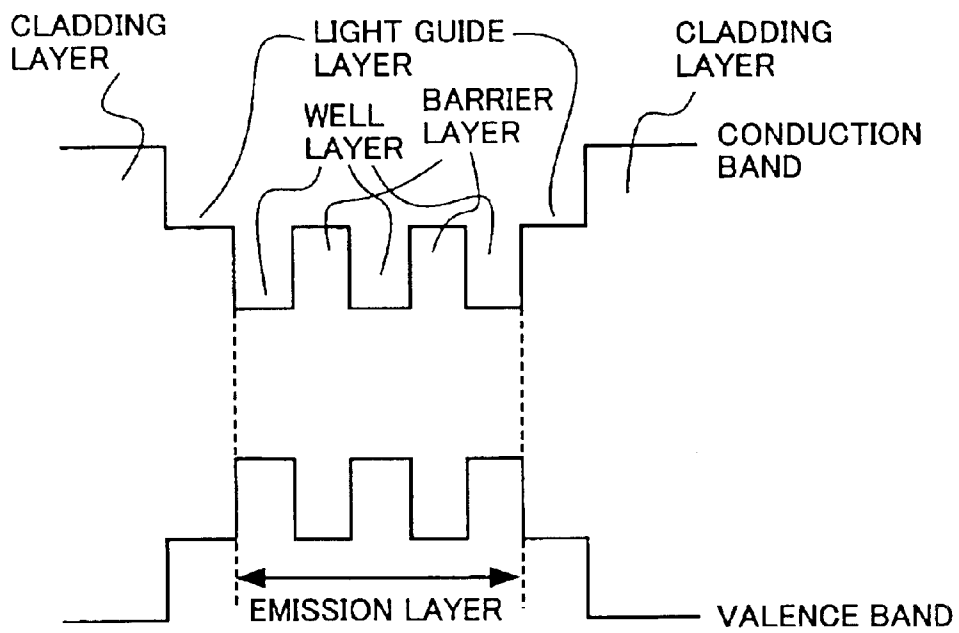 CLADDING
LAYER
LIGHT GUIDE
LAYER
CLADDING
LAYER
WELL
LAYER
BARRIER
LAYER
CONDUCTION
BAND
EMISSION LAYER
VALENCE BAND